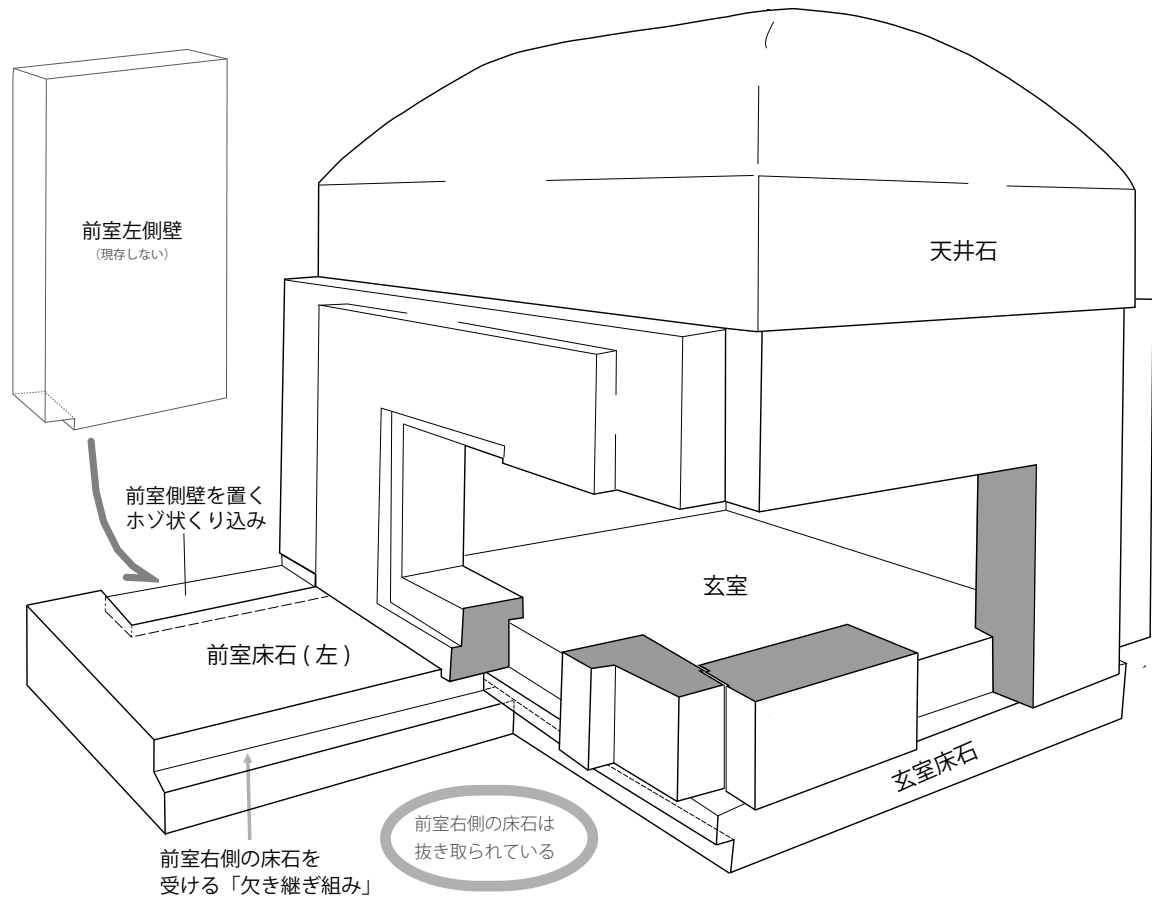 前室左側壁
（現存しない）
天井石
前室側壁を置く
ホゾ状くり込み
玄室
前室床石 ( 左 )
玄室床石
前室右側の床石は
抜き取られている
前室右側の床石を
受ける「欠き継ぎ組み」